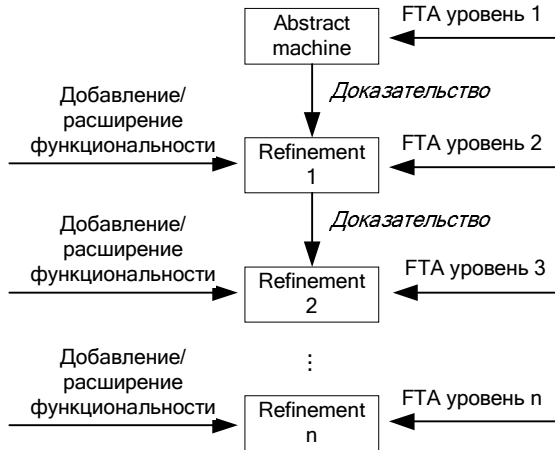 Abstract
machine
FTA уровень 1
Доказательство
Добавление/
расширение
функциональности
Refinement
1
FTA уровень 2
Доказательство
Добавление/
расширение
функциональности
Refinement
2
FTA уровень 3
⋮
Добавление/
расширение
функциональности
Refinement
n
FTA уровень n